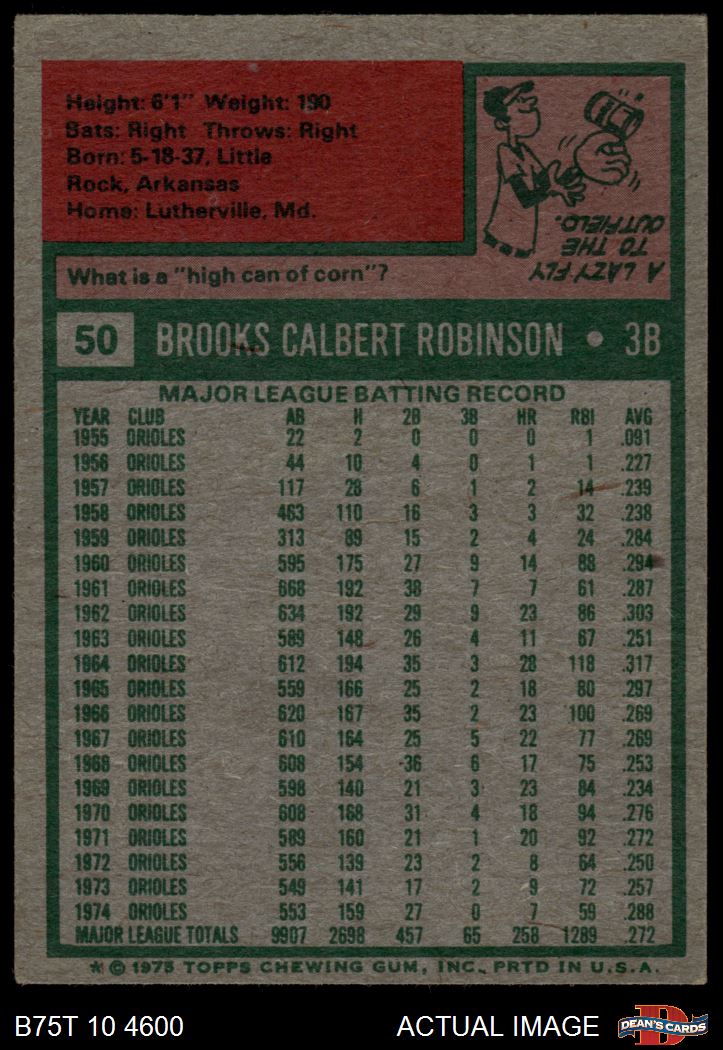 Height: 6'1" Weight: 190
Bats: Right Throws: Right
Born: 5-18-37, Little
Rock, Arkansas
Home: Lutherville, Md.
What is a "high can of corn"?
A LAZY FLY
TO THE
OUTFIELD.
50 BROOKS CALBERT ROBINSON • 3B
MAJOR LEAGUE BATTING RECORD
YEAR CLUB AB H 2B 3B HR RBI AVG
1955 ORIOLES 22 2 0 0 0 1 .091
1956 ORIOLES 44 10 4 0 1 1 .227
1957 ORIOLES 117 28 6 1 2 14 .239
1958 ORIOLES 463 110 16 3 3 32 .238
1959 ORIOLES 313 89 15 2 4 24 .284
1960 ORIOLES 595 175 27 9 14 88 .294
1961 ORIOLES 668 192 38 7 7 61 .287
1962 ORIOLES 634 192 29 9 23 86 .303
1963 ORIOLES 589 148 26 4 11 67 .251
1964 ORIOLES 612 194 35 3 28 118 .317
1965 ORIOLES 559 166 25 2 18 80 .297
1966 ORIOLES 620 167 35 2 23 100 .269
1967 ORIOLES 610 164 25 5 22 77 .269
1968 ORIOLES 608 154 36 6 17 75 .253
1969 ORIOLES 598 140 21 3 23 84 .234
1970 ORIOLES 608 168 31 4 18 94 .276
1971 ORIOLES 589 160 21 1 20 92 .272
1972 ORIOLES 556 139 23 2 8 64 .250
1973 ORIOLES 549 141 17 2 9 72 .257
1974 ORIOLES 553 159 27 0 7 59 .288
MAJOR LEAGUE TOTALS 9907 2698 457 65 258 1289 .272
★ © 1975 TOPPS CHEWING GUM, INC. PRTD IN U.S.A.
B75T 10 4600 ACTUAL IMAGE
DEAN'S CARDS